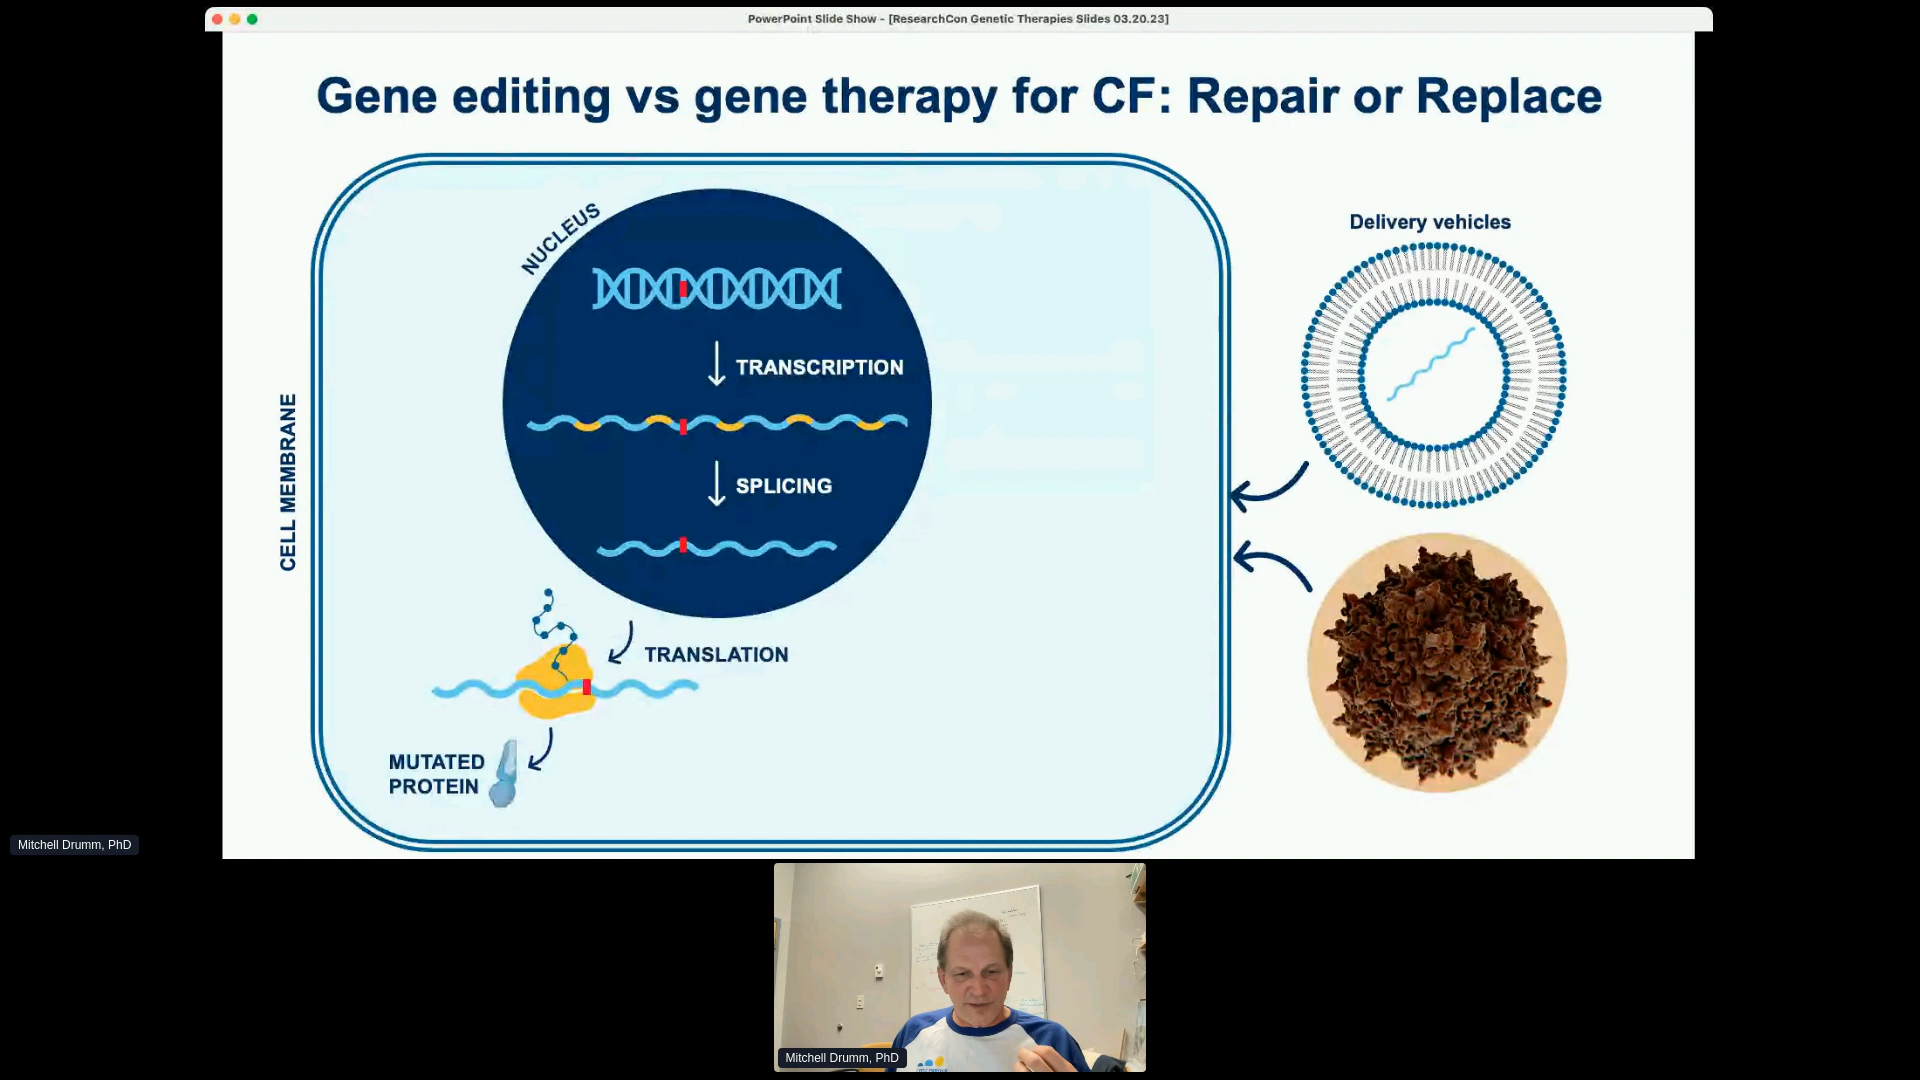 PowerPoint Slide Show - [ResearchCon Genetic Therapies Slides 03.20.23]
Gene editing vs gene therapy for CF: Repair or Replace
NUCLEUS
Delivery vehicles
TRANSCRIPTION
SPLICING
CELL MEMBRANE
TRANSLATION
MUTATED
PROTEIN
Mitchell Drumm, PhD
Mitchell Drumm, PhD